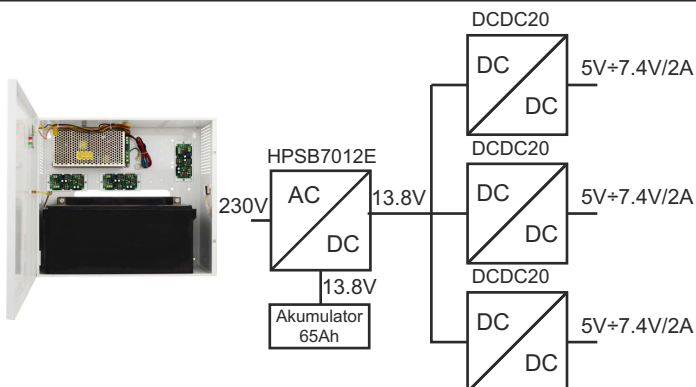 DCDC20
DC
DC
5V÷7.4V/2A
HPSB7012E
230V
AC
DC
13.8V
DCDC20
DC
DC
5V÷7.4V/2A
13.8V
Akumulator
65Ah
DCDC20
DC
DC
5V÷7.4V/2A